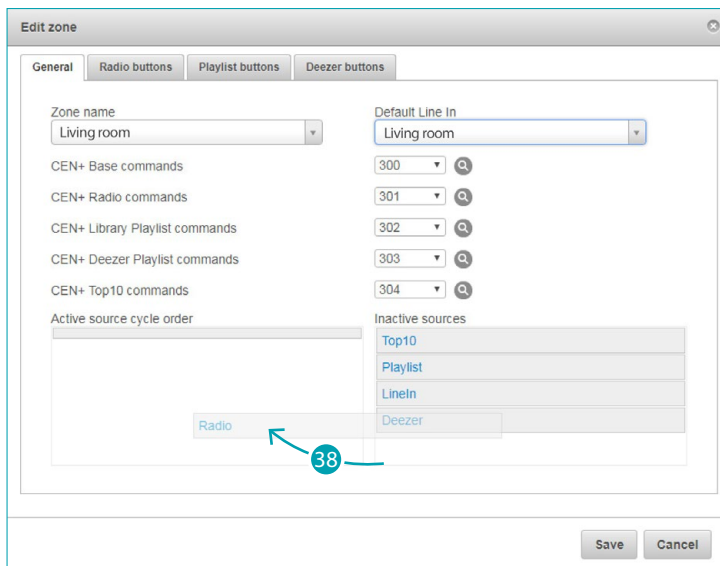 Edit zone
General Radio buttons Playlist buttons Deezer buttons
Zone name Default Line In
Living room Living room
CEN+ Base commands 300
CEN+ Radio commands 301
CEN+ Library Playlist commands 302
CEN+ Deezer Playlist commands 303
CEN+ Top10 commands 304
Active source cycle order Inactive sources
Top10
Playlist
LineIn
Radio Deezer
38
Save Cancel